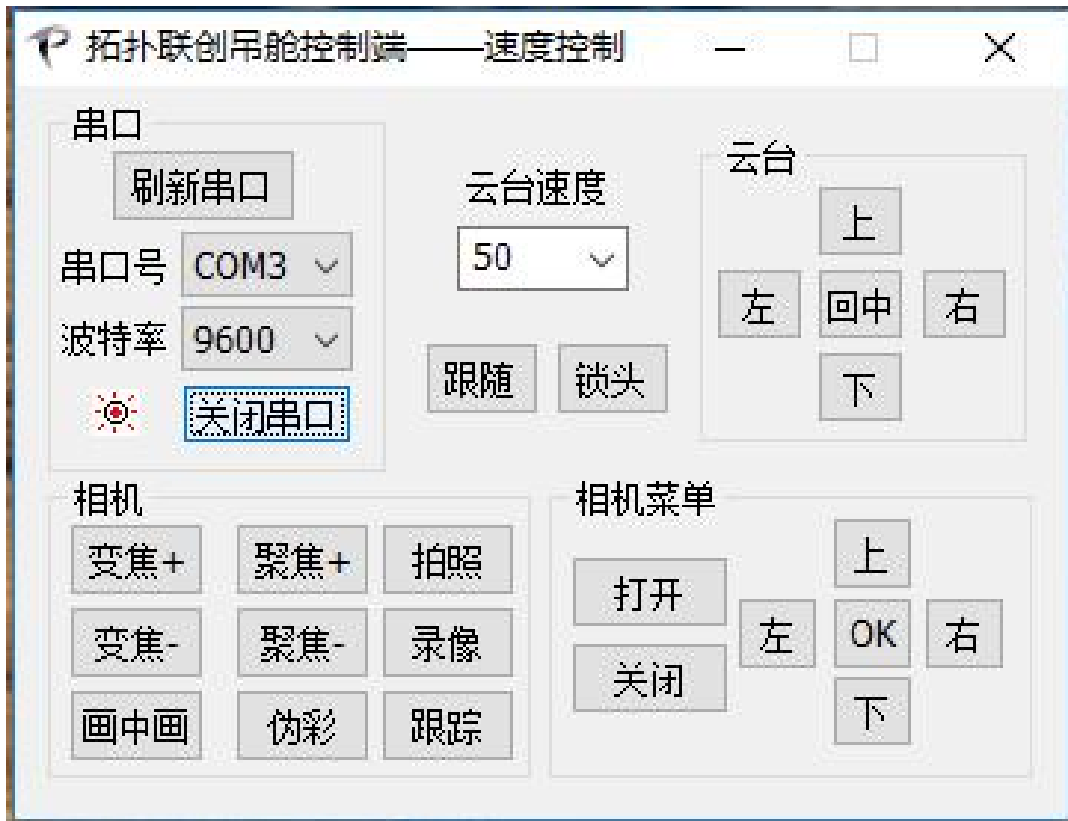 拓扑联创吊舱控制端——速度控制
串口
刷新串口
串口号 COM3
波特率 9600
关闭串口
云台速度
50
跟随 锁头
云台
上
左 回中 右
下
相机
变焦+ 聚焦+ 拍照
变焦- 聚焦- 录像
画中画 伪彩 跟踪
相机菜单
打开
关闭
上
左 OK 右
下